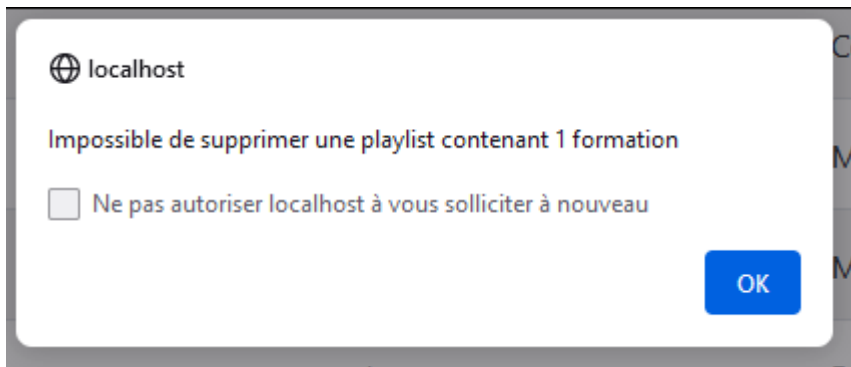 localhost
Impossible de supprimer une playlist contenant 1 formation
Ne pas autoriser localhost à vous solliciter à nouveau
OK